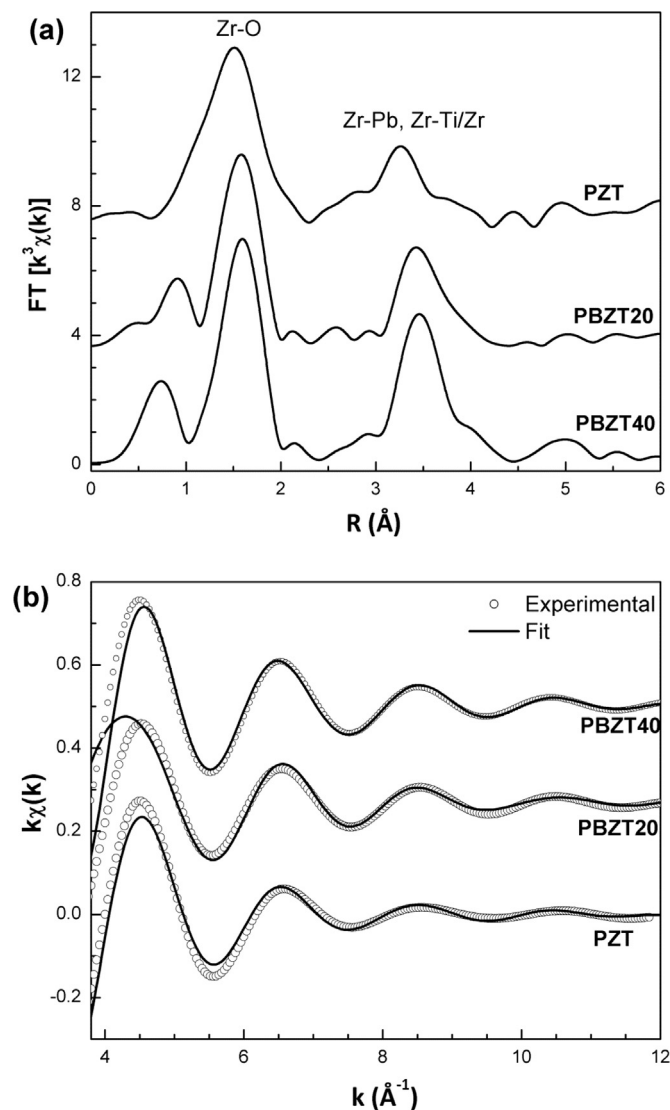 (a)
Zr-O
Zr-Pb, Zr-Ti/Zr
12
8
4
0
FT [k³χ(k)]
PZT
PBZT20
PBZT40
0 1 2 3 4 5 6
R (Å)
(b)
0.8
0.6
0.4
0.2
0.0
-0.2
kχ(k)
Experimental
Fit
PBZT40
PBZT20
PZT
4 6 8 10 12
k (Å⁻¹)